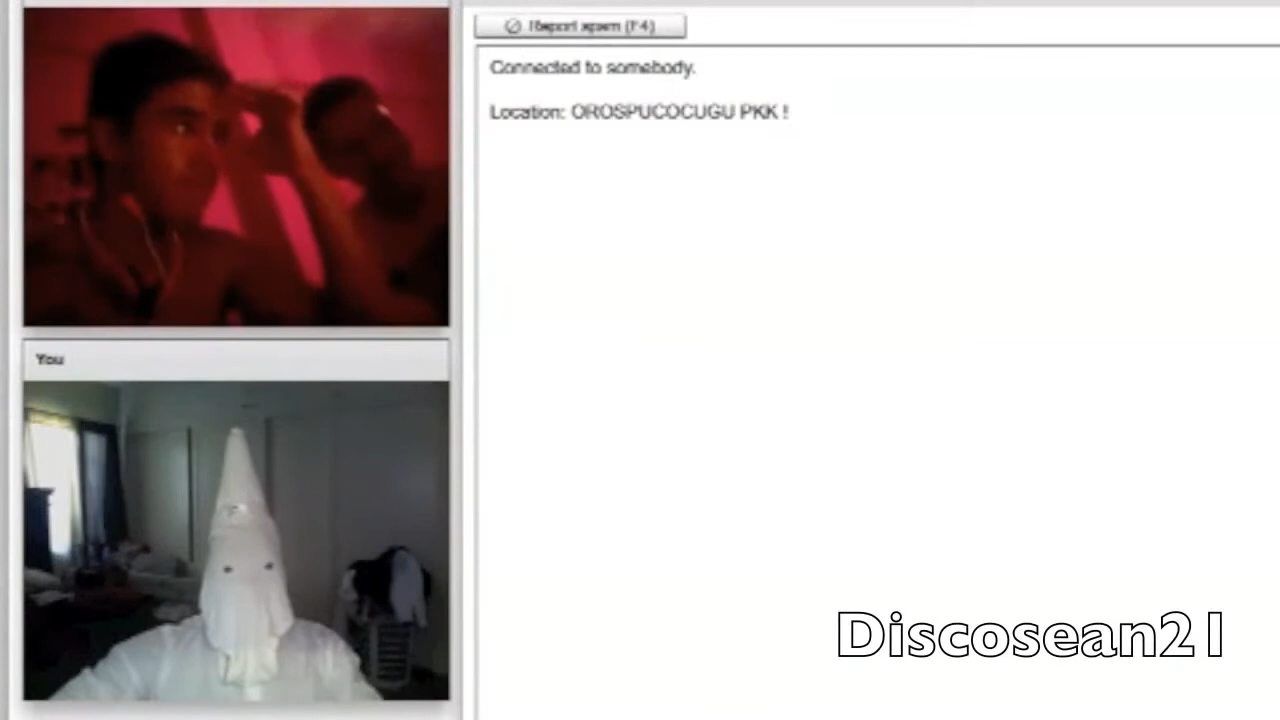 Report spam (F4)
Connected to somebody.
Location: OROSPUCOCUGU PKK !
You
Discosean21